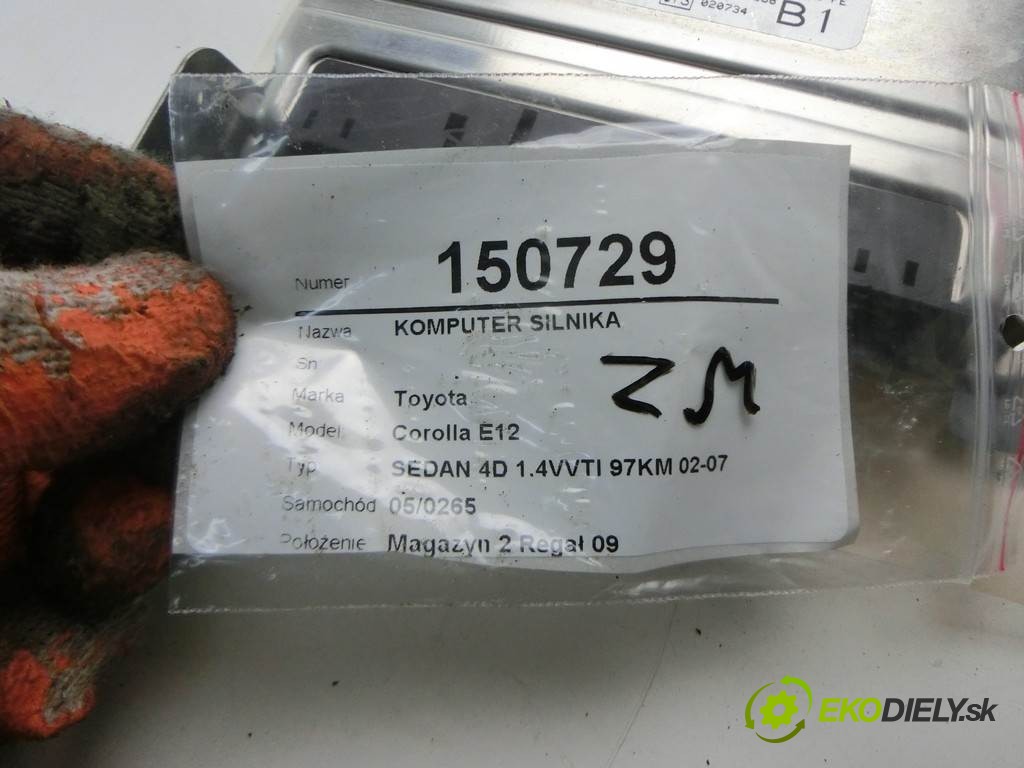 020734
B1
Numer 150729
Nazwa KOMPUTER SILNIKA
Sn
Marka Toyota
Model Corolla E12
Typ SEDAN 4D 1.4VVTI 97KM 02-07
Samochód 05/0265
Położenie Magazyn 2 Regał 09
ZM
EKODIELY.sk